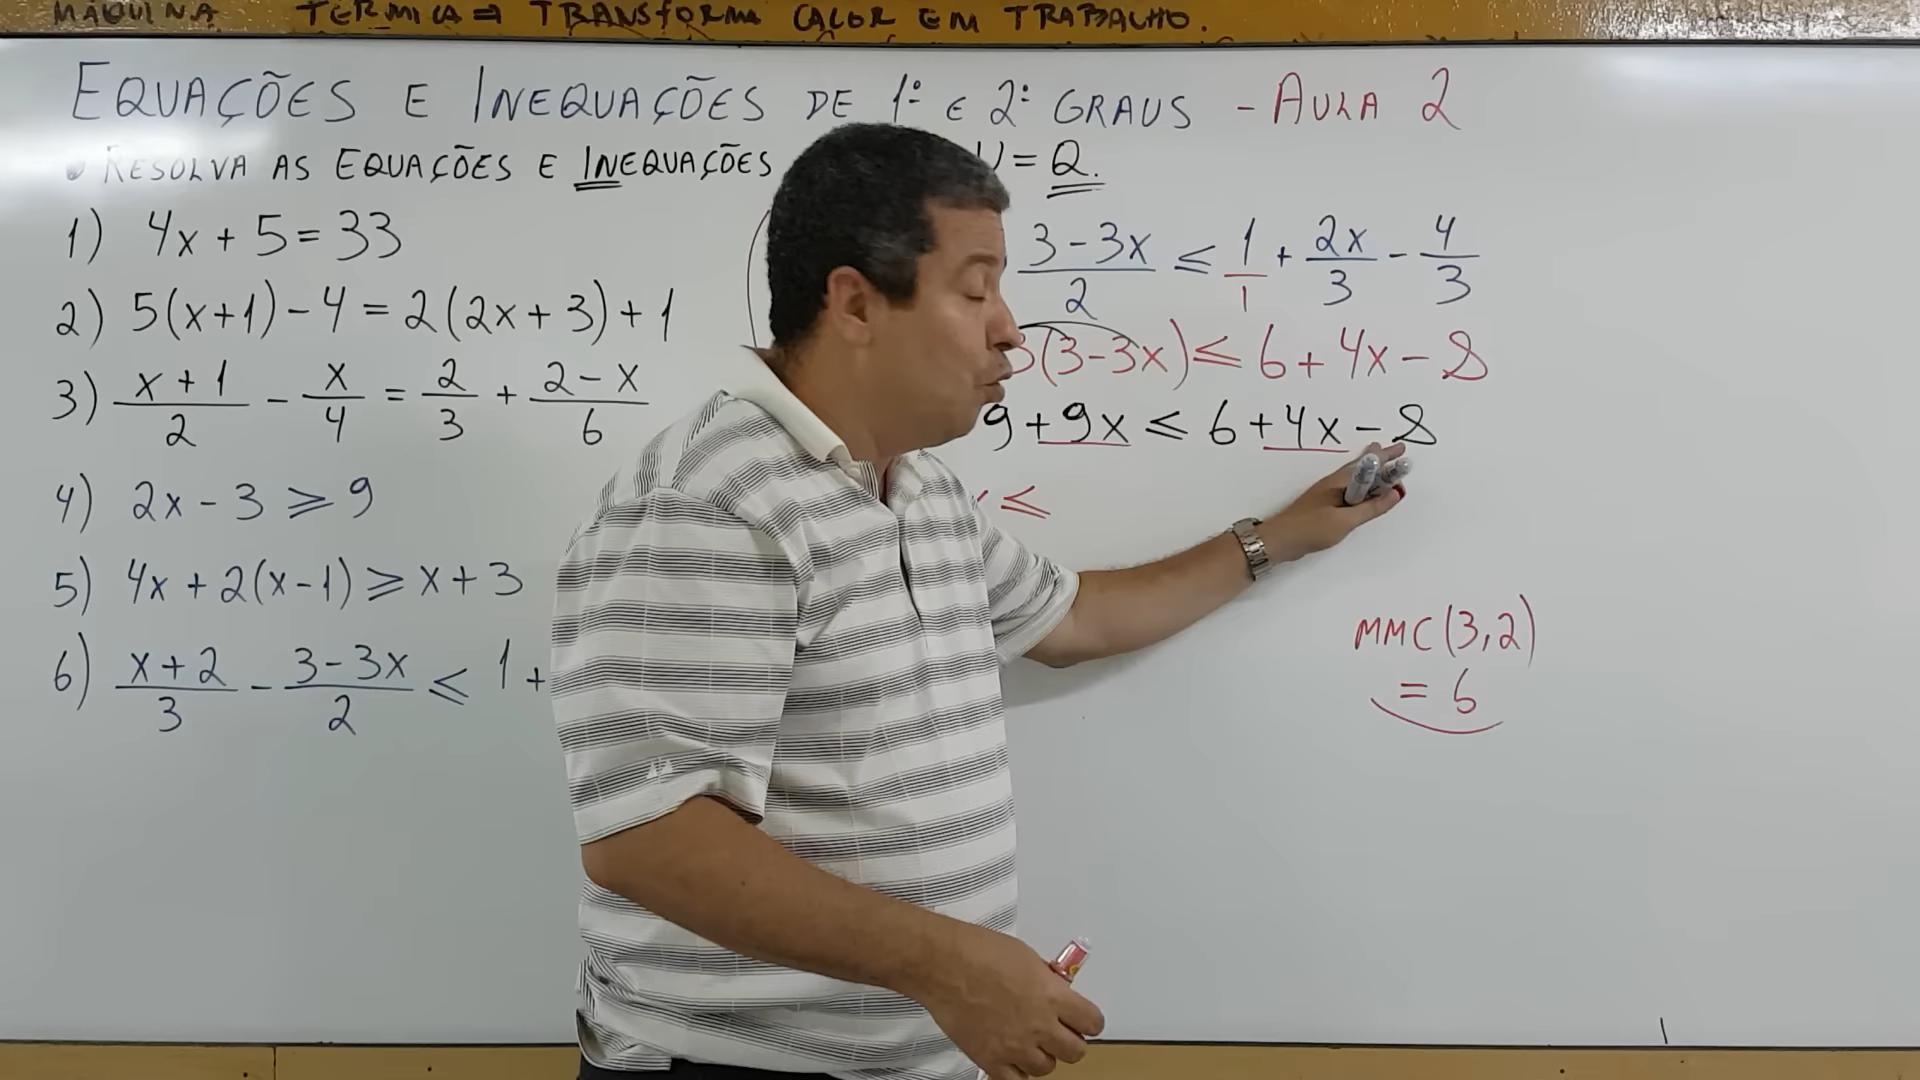 MÁQUINA TÉRMICA ⇒ TRANSFORMA CALOR EM TRABALHO.
EQUAÇÕES E INEQUAÇÕES DE 1º E 2º GRAUS - AULA 2
• RESOLVA AS EQUAÇÕES E INEQUAÇÕES U = Q.
1) 4x + 5 = 33
2) 5(x+1) - 4 = 2(2x+3) + 1
3) (x+1)/2 - x/4 = 2/3 + (2-x)/6
4) 2x - 3 ⩾ 9
5) 4x + 2(x-1) ⩾ x + 3
6) (x+2)/3 - (3-3x)/2 ⩽ 1 +
(3-3x)/2 ⩽ 1/1 + 2x/3 - 4/3
3(3-3x) ⩽ 6 + 4x - 8
9 + 9x ⩽ 6 + 4x - 8
⩽
MMC(3,2)
= 6